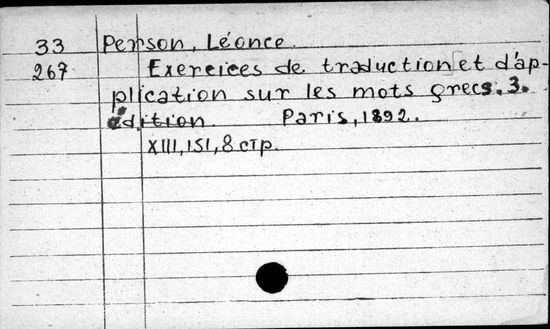 33 Person, Léonce.
267 Exercices de traduction et d'ap-
plication sur les mots grecs. 3.
édition. Paris, 1892.
XIII, 151, 8 стр.